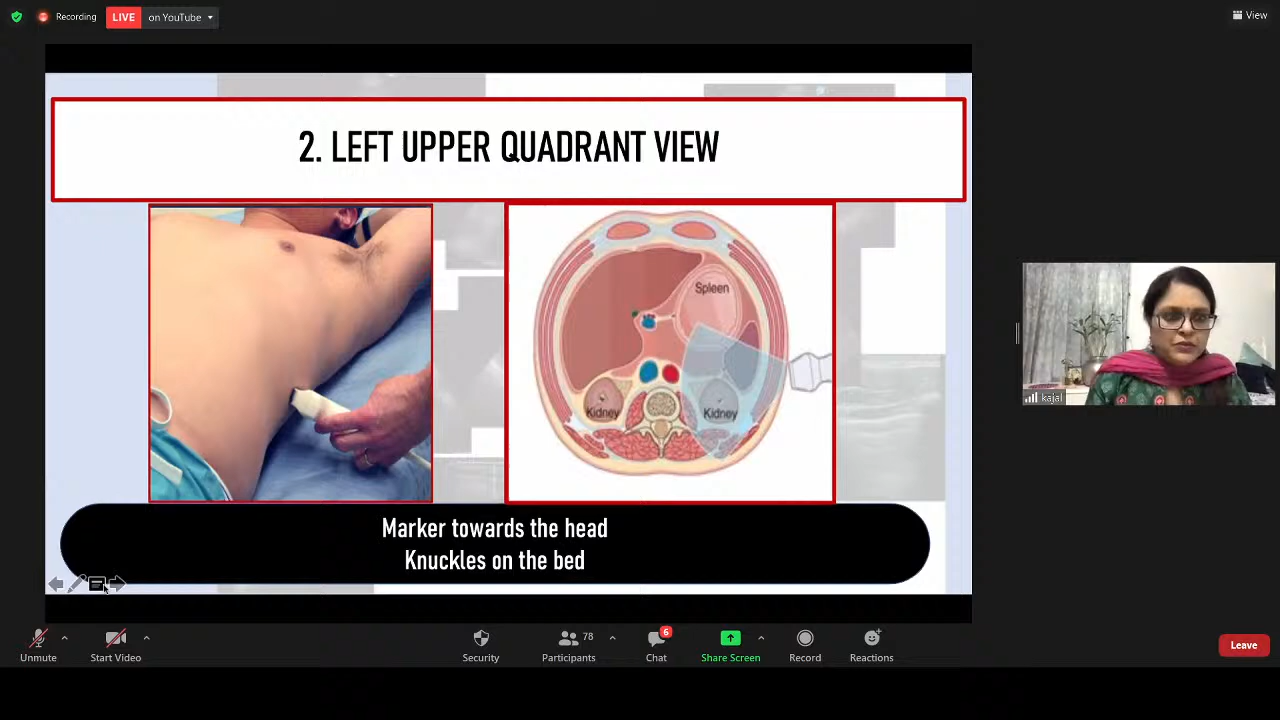 Recording
LIVE
on YouTube
View
2. LEFT UPPER QUADRANT VIEW
Spleen
Kidney
Kidney
Marker towards the head
Knuckles on the bed
kajal
Unmute
Start Video
Security
78
Participants
6
Chat
Share Screen
Record
Reactions
Leave